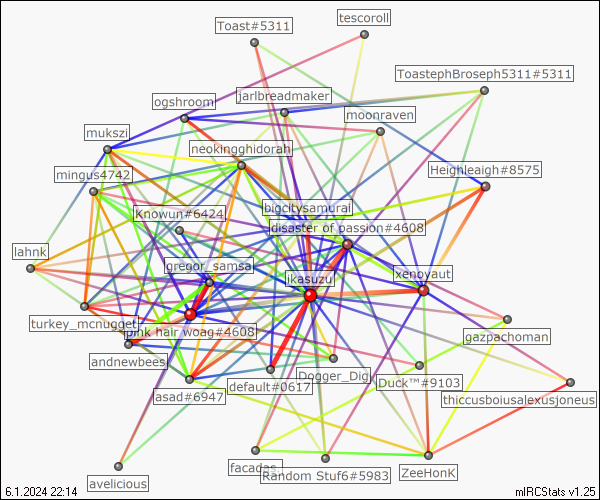 tescoroll
Toast#5311
ToastephBroseph5311#5311
jarlbreadmaker
ogshroom
moonraven
mukszi
neokingghidorah
mingus4742
Heighleaigh#8575
bigcitysamurai
Knowun#6424
disaster of passion#4608
lahnk
gregor_samsa
xenoyaut
ikasuzu
turkey_mcnugget
pink hair woag#4608
gazpachoman
andnewbees
Dogger_Dig
Duck™#9103
default#0617
asad#6947
thiccusboiusalexusjoneus
facadas
Random Stuf6#5983
ZeeHonK
avelicious
6.1.2024 22:14
mIRCStats v1.25